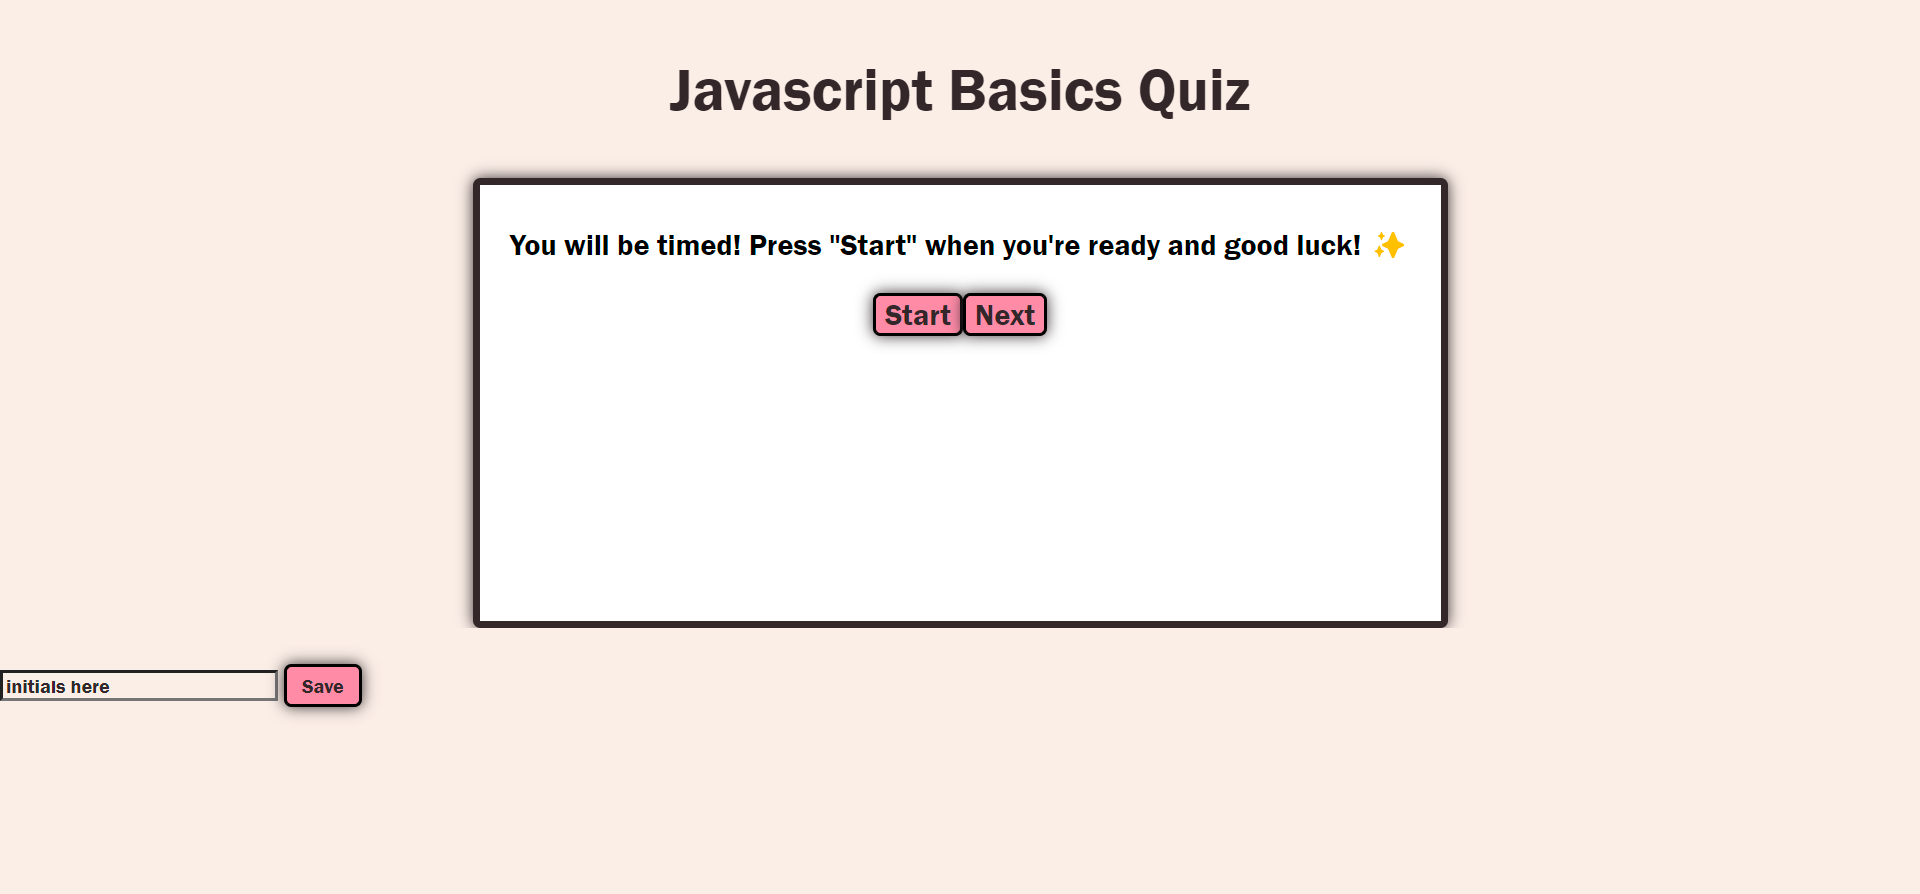 Javascript Basics Quiz
You will be timed! Press "Start" when you're ready and good luck! ✨
Start Next
initials here Save